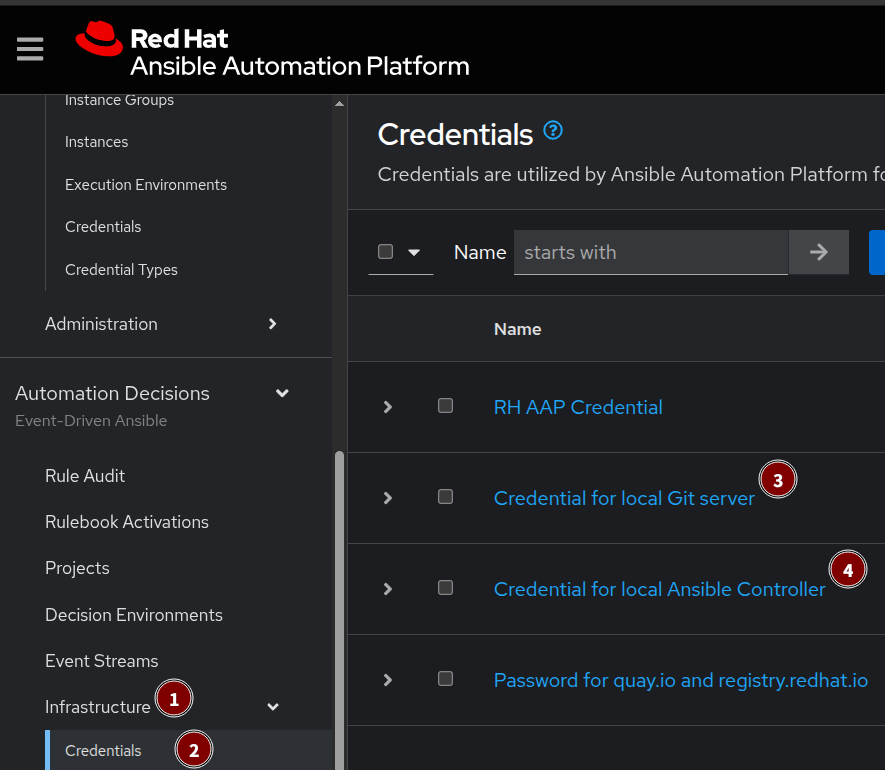 Red Hat
Ansible Automation Platform
Instance Groups
Instances
Execution Environments
Credentials
Credential Types
Administration
Automation Decisions
Event-Driven Ansible
Rule Audit
Rulebook Activations
Projects
Decision Environments
Event Streams
Infrastructure 1
Credentials 2
Credentials ?
Credentials are utilized by Ansible Automation Platform fo
Name starts with
Name
RH AAP Credential
Credential for local Git server 3
Credential for local Ansible Controller 4
Password for quay.io and registry.redhat.io